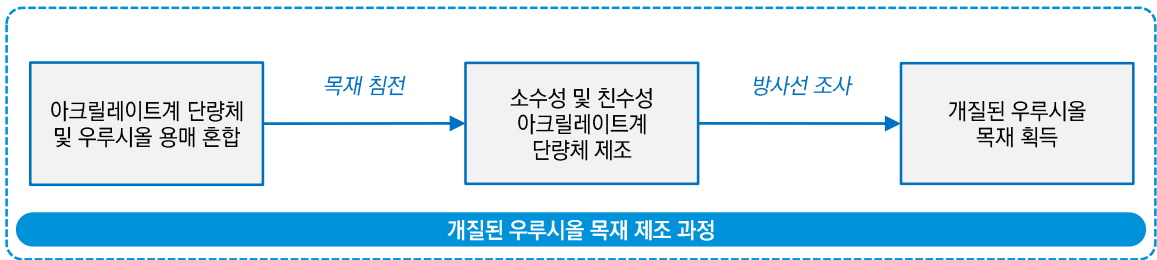 아크릴레이트계 단량체
및 우루시올 용매 혼합
목재 침전
소수성 및 친수성
아크릴레이트계
단량체 제조
방사선 조사
개질된 우루시올
목재 획득
개질된 우루시올 목재 제조 과정